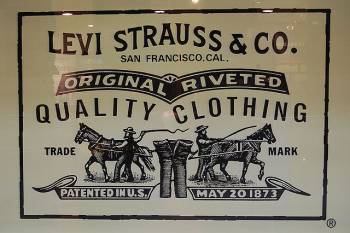 LEVI STRAUSS & CO.
SAN FRANCISCO, CAL.
ORIGINAL RIVETED
QUALITY CLOTHING
TRADE MARK
PATENTED IN U.S. MAY 20 1873
®